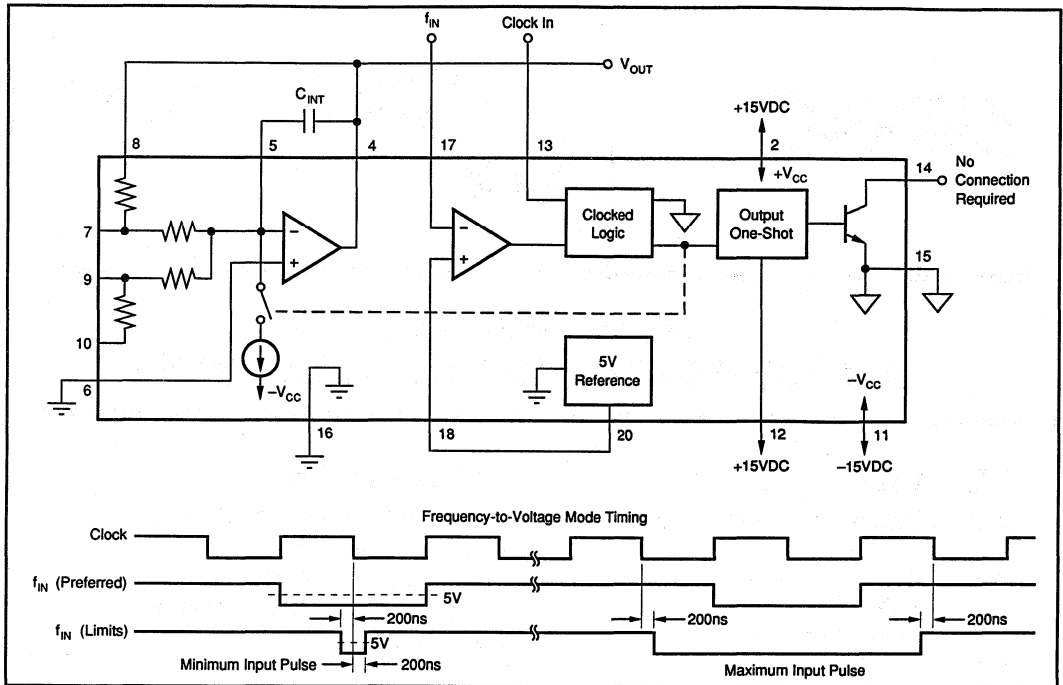 fIN Clock In
VOUT
CINT
+15VDC
8 5 4 17 13 2 14
No
Connection
Required
+VCC
Clocked
Logic
Output
One-Shot
7
9
10
6
15
− + − +
5V
Reference
−VCC
−VCC
16 18 20 12 11
+15VDC −15VDC
Frequency-to-Voltage Mode Timing
Clock
fIN (Preferred)
5V
200ns 200ns 200ns
fIN (Limits)
5V
Minimum Input Pulse 200ns Maximum Input Pulse